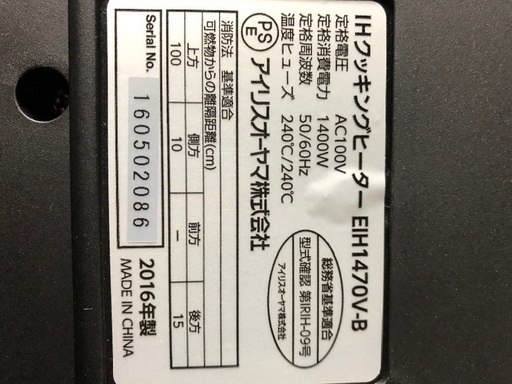 IHクッキングヒーター EIH1470V-B
定格電圧 AC100V
定格消費電力 1400W
定格周波数 50/60Hz
温度ヒューズ 240℃/240℃
総務省基準適合
型式確認 第IRIH-09号
アイリスオーヤマ株式会社
PS
E
アイリスオーヤマ株式会社
消防法 基準適合
可燃物からの離隔距離(cm)
上方 側方 前方 後方
100 10 － 15
Serial No. 160502086
2016年製
MADE IN CHINA